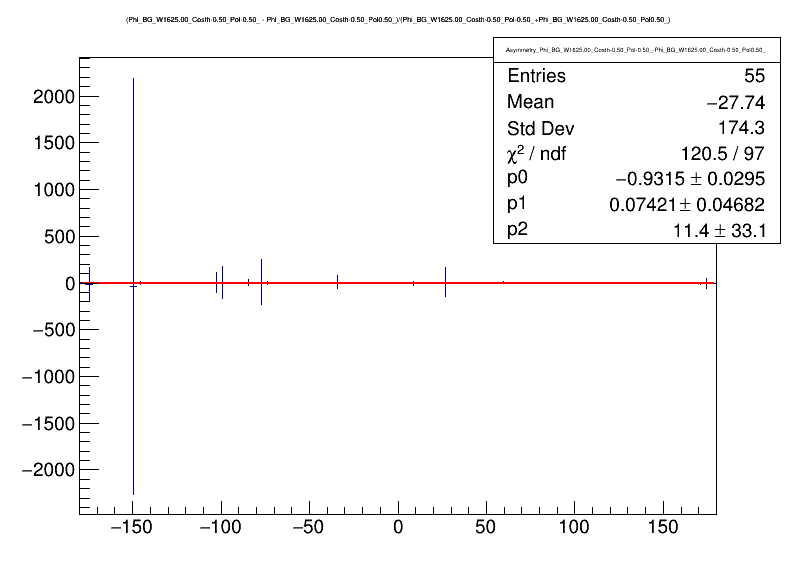 (Phi_BG_W1625.00_Costh-0.50_Pol-0.50_ - Phi_BG_W1625.00_Costh-0.50_Pol0.50_)/(Phi_BG_W1625.00_Costh-0.50_Pol-0.50_+Phi_BG_W1625.00_Costh-0.50_Pol0.50_)
Asymmetry_Phi_BG_W1625.00_Costh-0.50_Pol-0.50_-Phi_BG_W1625.00_Costh-0.50_Pol0.50_
Entries 55
Mean −27.74
Std Dev 174.3
χ² / ndf 120.5 / 97
p0 −0.9315 ± 0.0295
p1 0.07421 ± 0.04682
p2 11.4 ± 33.1
2000
1500
1000
500
0
−500
−1000
−1500
−2000
−150 −100 −50 0 50 100 150